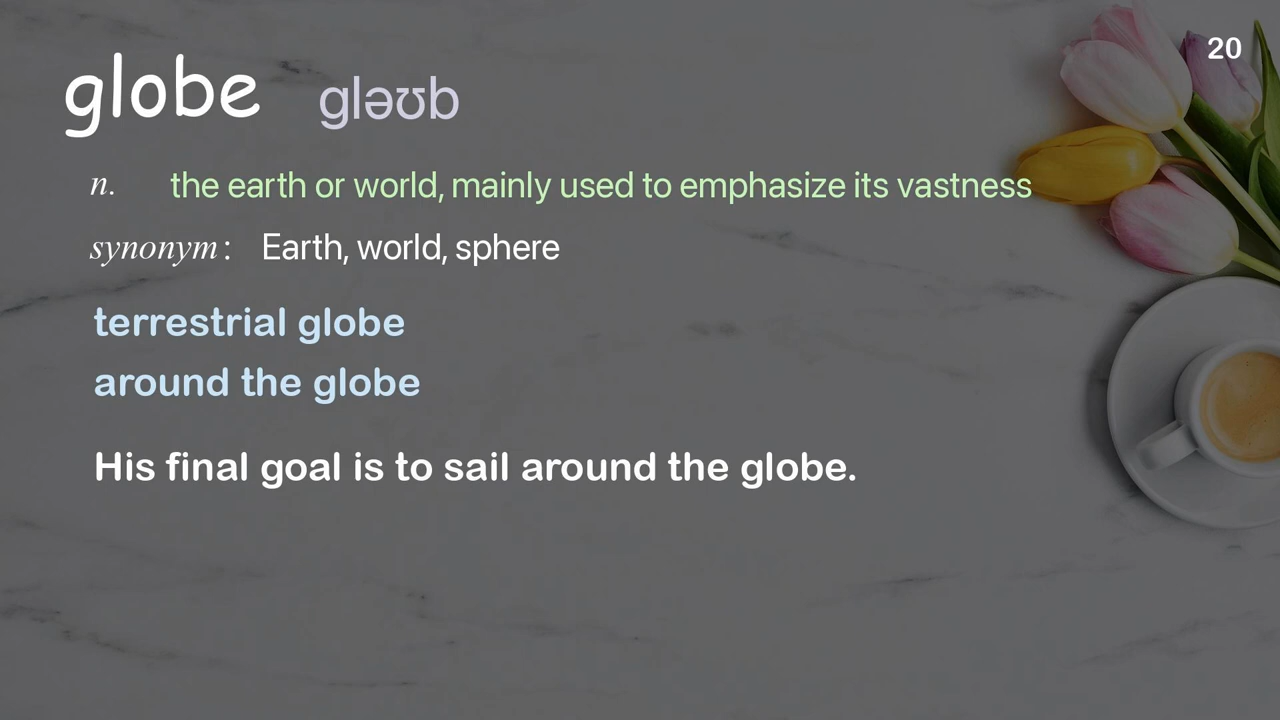 20
globe gləʊb
n. the earth or world, mainly used to emphasize its vastness
synonym: Earth, world, sphere
terrestrial globe
around the globe
His final goal is to sail around the globe.